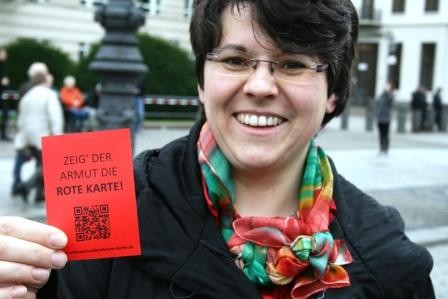 ZEIG' DER
ARMUT DIE
ROTE KARTE!